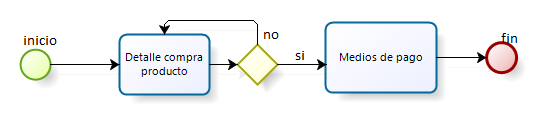 inicio
Detalle compra
producto
no
si
Medios de pago
fin